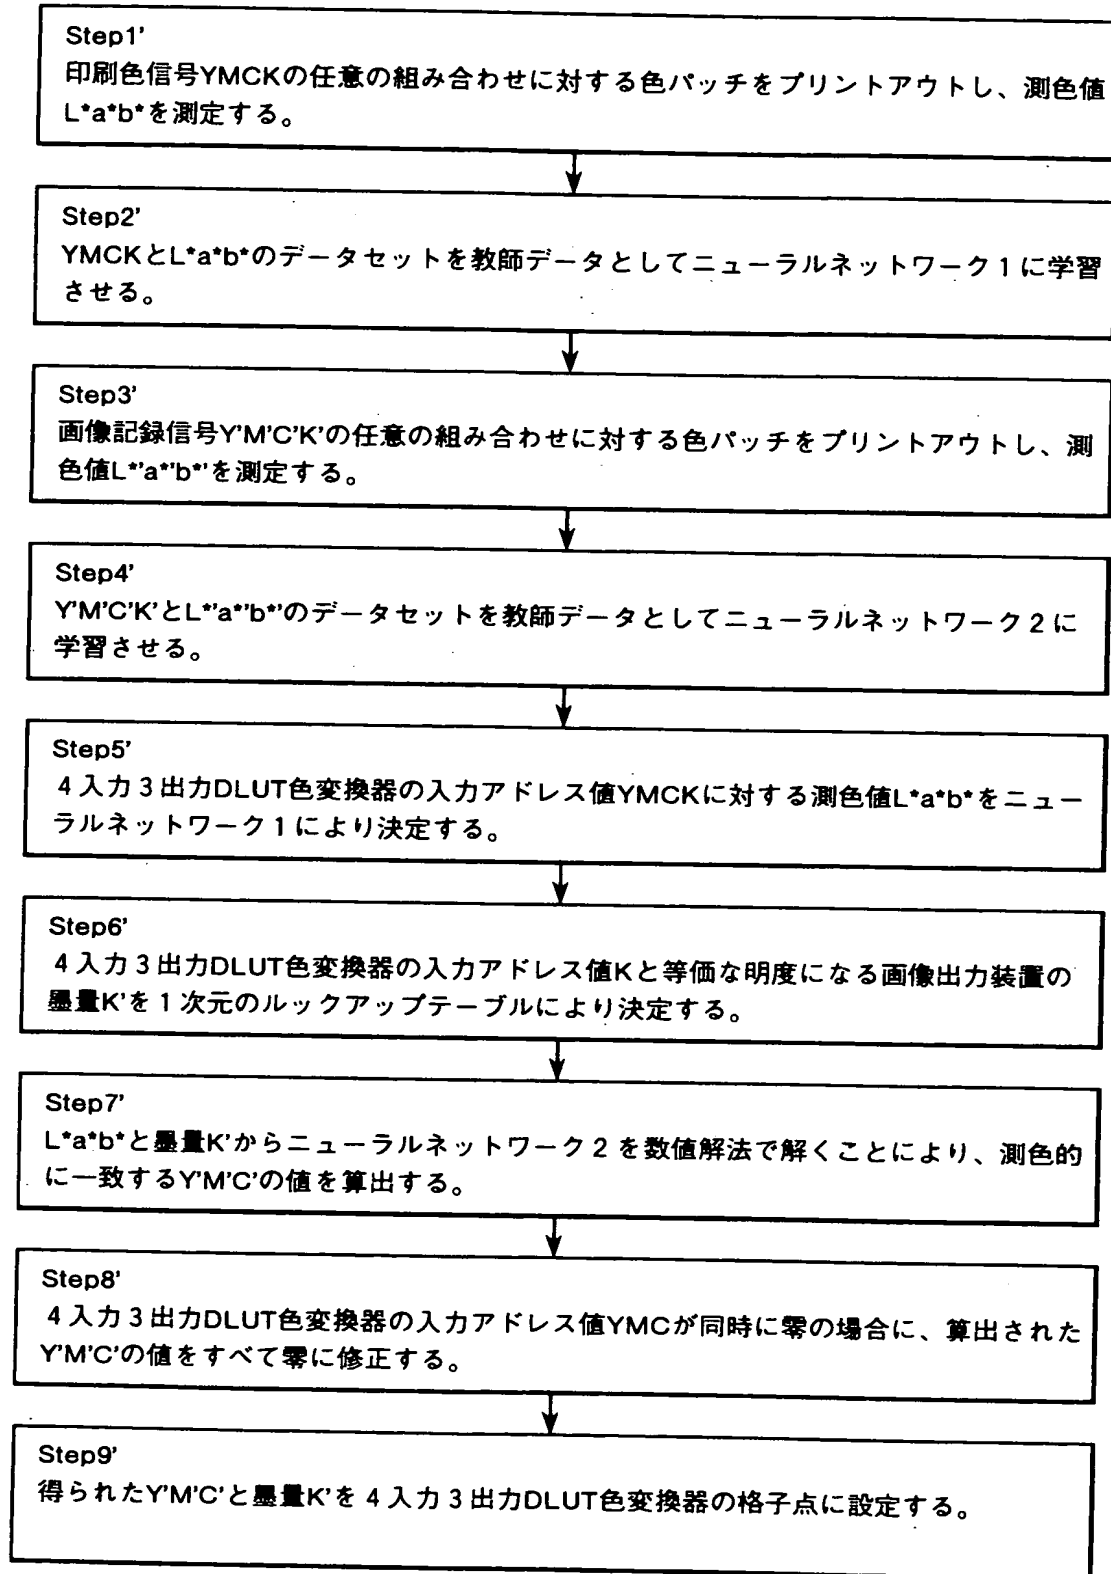 Step1'
印刷色信号YMCKの任意の組み合わせに対する色パッチをプリントアウトし、測色値
L*a*b*を測定する。
Step2'
YMCKとL*a*b*のデータセットを教師データとしてニューラルネットワーク1に学習
させる。
Step3'
画像記録信号Y'M'C'K'の任意の組み合わせに対する色パッチをプリントアウトし、測
色値L*'a*'b*'を測定する。
Step4'
Y'M'C'K'とL*'a*'b*'のデータセットを教師データとしてニューラルネットワーク2に
学習させる。
Step5'
4入力3出力DLUT色変換器の入力アドレス値YMCKに対する測色値L*a*b*をニュー
ラルネットワーク1により決定する。
Step6'
4入力3出力DLUT色変換器の入力アドレス値Kと等価な明度になる画像出力装置の
墨量K'を1次元のルックアップテーブルにより決定する。
Step7'
L*a*b*と墨量K'からニューラルネットワーク2を数値解法で解くことにより、測色的
に一致するY'M'C'の値を算出する。
Step8'
4入力3出力DLUT色変換器の入力アドレス値YMCが同時に零の場合に、算出された
Y'M'C'の値をすべて零に修正する。
Step9'
得られたY'M'C'と墨量K'を4入力3出力DLUT色変換器の格子点に設定する。